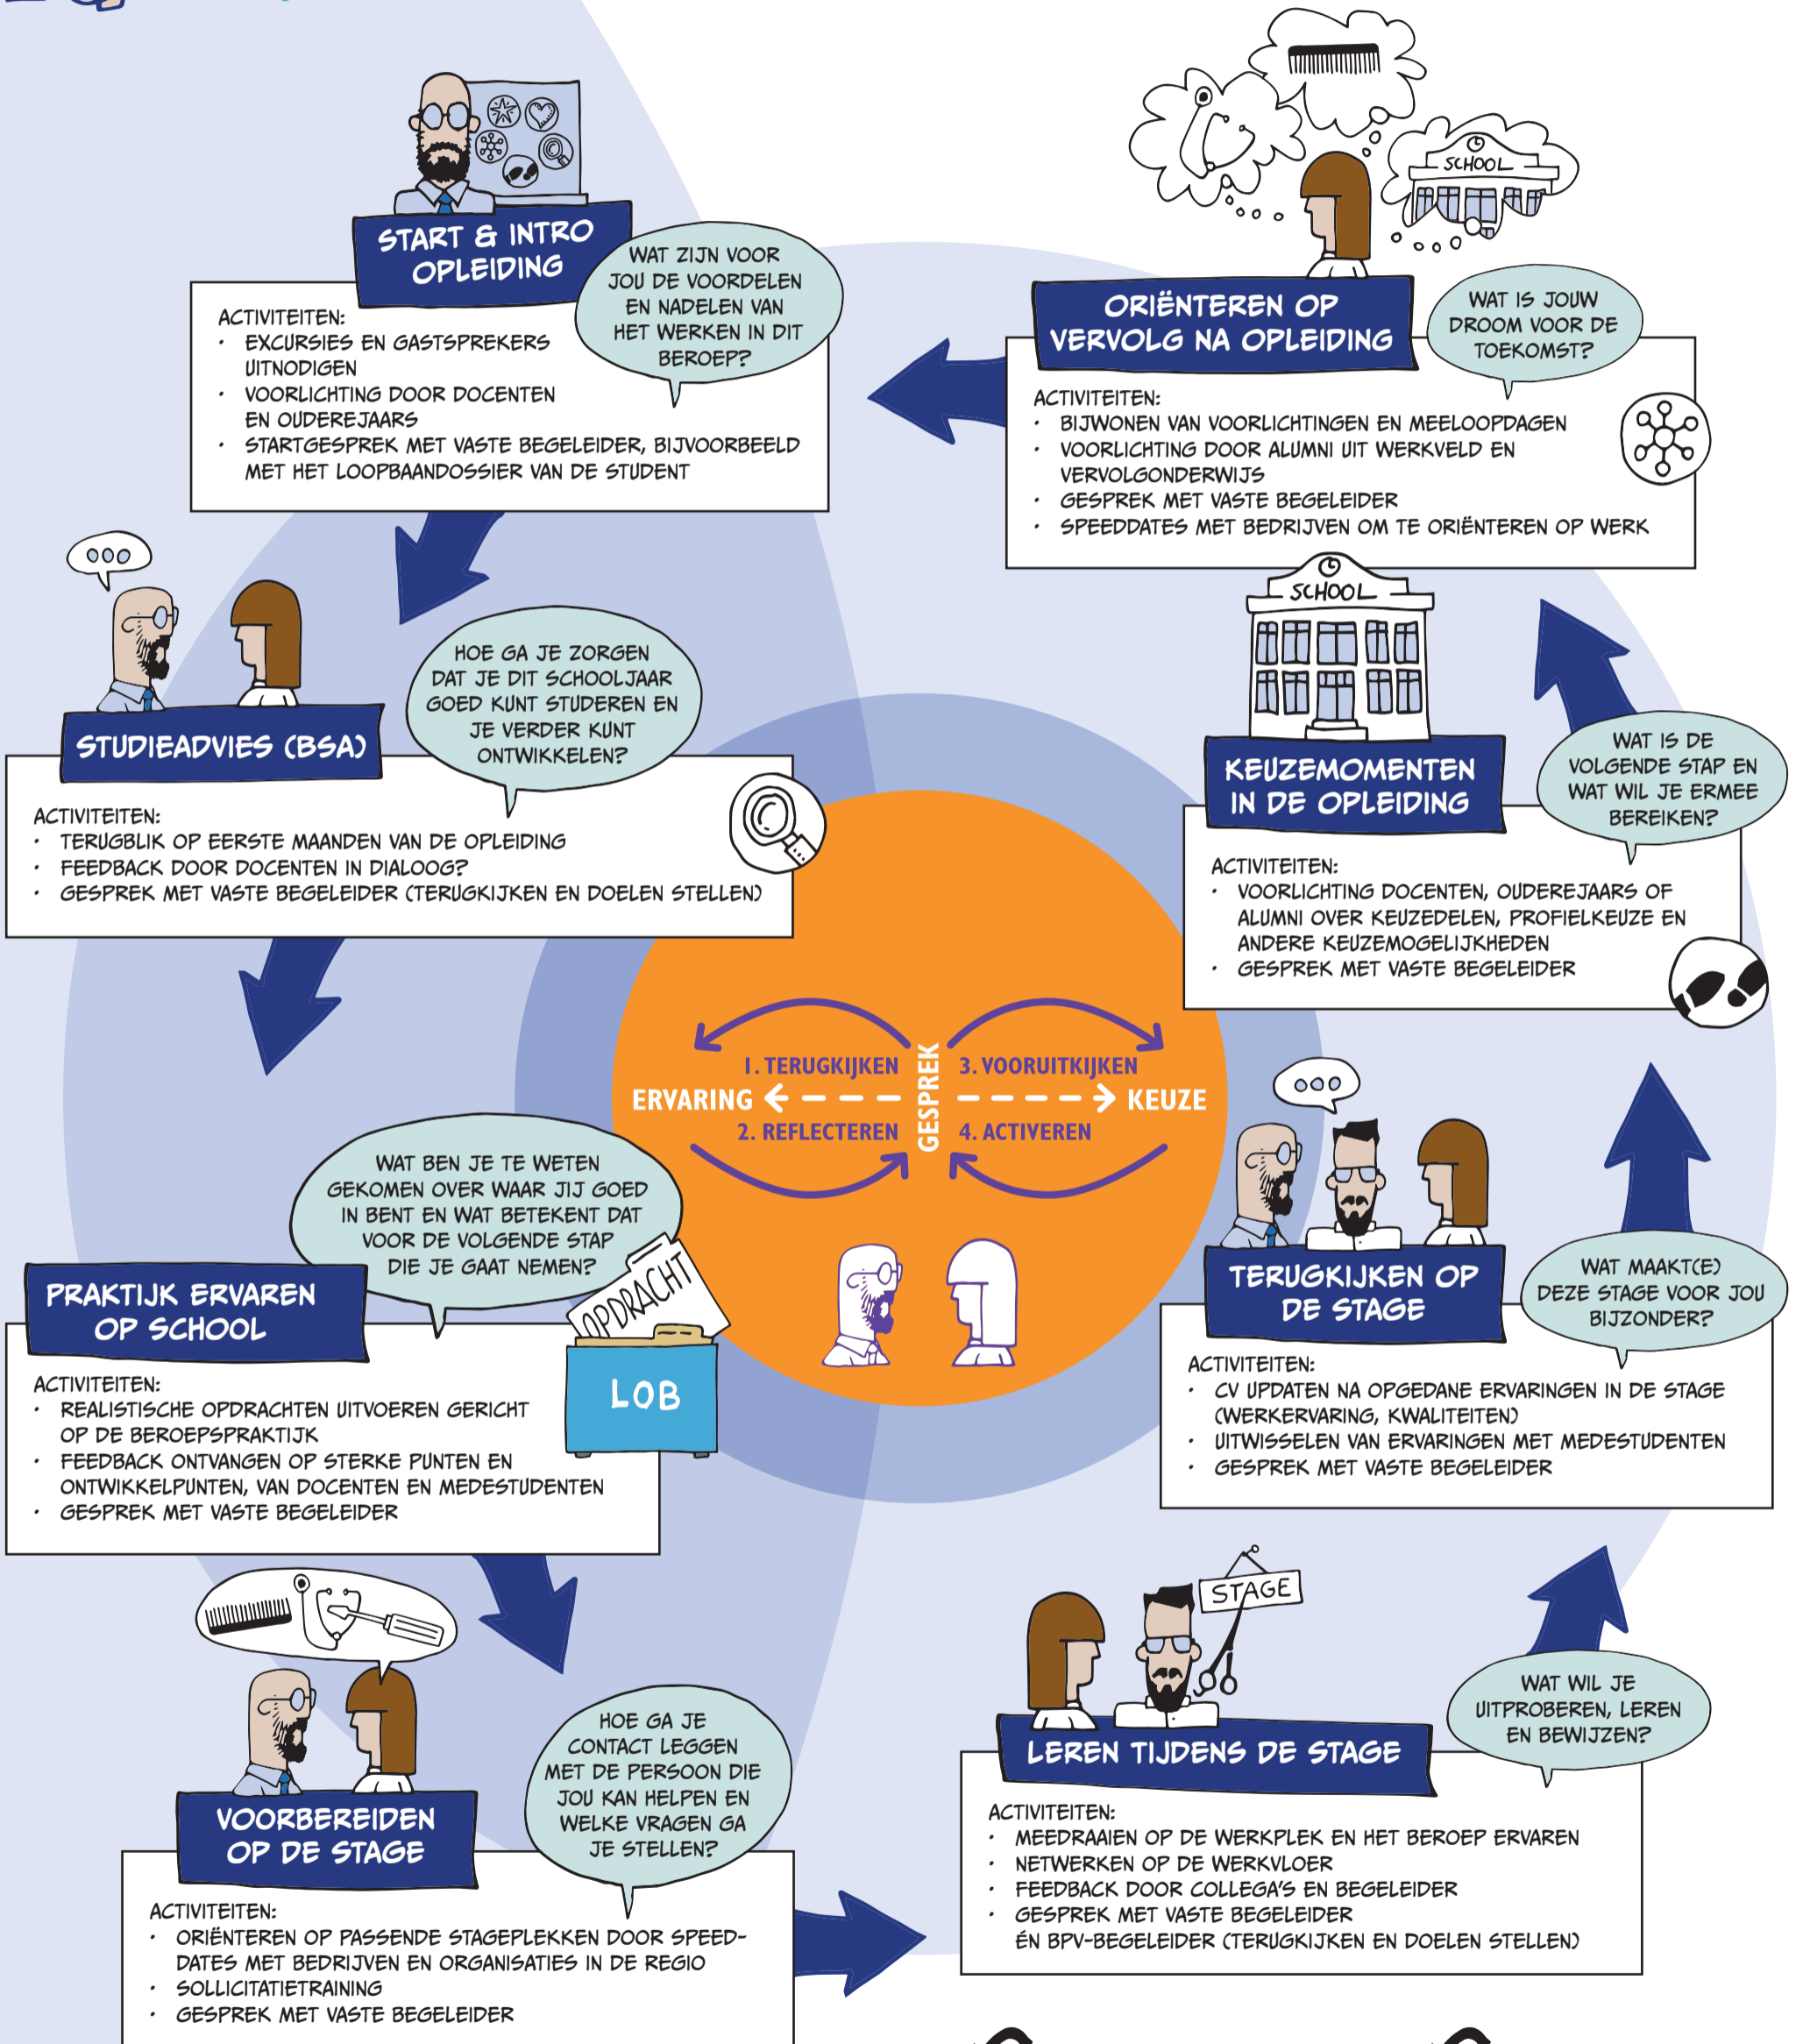 START & INTRO
OPLEIDING
WAT ZIJN VOOR
JOU DE VOORDELEN
EN NADELEN VAN
HET WERKEN IN DIT
BEROEP?
ACTIVITEITEN:
• EXCURSIES EN GASTSPREKERS
UITNODIGEN
• VOORLICHTING DOOR DOCENTEN
EN OUDEREJAARS
• STARTGESPREK MET VASTE BEGELEIDER, BIJVOORBEELD
MET HET LOOPBAANDOSSIER VAN DE STUDENT
SCHOOL
ORIËNTEREN OP
VERVOLG NA OPLEIDING
WAT IS JOUW
DROOM VOOR DE
TOEKOMST?
ACTIVITEITEN:
• BIJWONEN VAN VOORLICHTINGEN EN MEELOOPDAGEN
• VOORLICHTING DOOR ALUMNI UIT WERKVELD EN
VERVOLGONDERWIJS
• GESPREK MET VASTE BEGELEIDER
• SPEEDDATES MET BEDRIJVEN OM TE ORIËNTEREN OP WERK
STUDIEADVIES (BSA)
HOE GA JE ZORGEN
DAT JE DIT SCHOOLJAAR
GOED KUNT STUDEREN EN
JE VERDER KUNT
ONTWIKKELEN?
ACTIVITEITEN:
• TERUGBLIK OP EERSTE MAANDEN VAN DE OPLEIDING
• FEEDBACK DOOR DOCENTEN IN DIALOOG?
• GESPREK MET VASTE BEGELEIDER (TERUGKIJKEN EN DOELEN STELLEN)
SCHOOL
KEUZEMOMENTEN
IN DE OPLEIDING
WAT IS DE
VOLGENDE STAP EN
WAT WIL JE ERMEE
BEREIKEN?
ACTIVITEITEN:
• VOORLICHTING DOCENTEN, OUDEREJAARS OF
ALUMNI OVER KEUZEDELEN, PROFIELKEUZE EN
ANDERE KEUZEMOGELIJKHEDEN
• GESPREK MET VASTE BEGELEIDER
1. TERUGKIJKEN
3. VOORUITKIJKEN
ERVARING
GESPREK
KEUZE
2. REFLECTEREN
4. ACTIVEREN
WAT BEN JE TE WETEN
GEKOMEN OVER WAAR JIJ GOED
IN BENT EN WAT BETEKENT DAT
VOOR DE VOLGENDE STAP
DIE JE GAAT NEMEN?
PRAKTIJK ERVAREN
OP SCHOOL
OPDRACHT
LOB
ACTIVITEITEN:
• REALISTISCHE OPDRACHTEN UITVOEREN GERICHT
OP DE BEROEPSPRAKTIJK
• FEEDBACK ONTVANGEN OP STERKE PUNTEN EN
ONTWIKKELPUNTEN, VAN DOCENTEN EN MEDESTUDENTEN
• GESPREK MET VASTE BEGELEIDER
TERUGKIJKEN OP
DE STAGE
WAT MAAKT(E)
DEZE STAGE VOOR JOU
BIJZONDER?
ACTIVITEITEN:
• CV UPDATEN NA OPGEDANE ERVARINGEN IN DE STAGE
(WERKERVARING, KWALITEITEN)
• UITWISSELEN VAN ERVARINGEN MET MEDESTUDENTEN
• GESPREK MET VASTE BEGELEIDER
VOORBEREIDEN
OP DE STAGE
HOE GA JE
CONTACT LEGGEN
MET DE PERSOON DIE
JOU KAN HELPEN EN
WELKE VRAGEN GA
JE STELLEN?
ACTIVITEITEN:
• ORIËNTEREN OP PASSENDE STAGEPLEKKEN DOOR SPEED-
DATES MET BEDRIJVEN EN ORGANISATIES IN DE REGIO
• SOLLICITATIETRAINING
• GESPREK MET VASTE BEGELEIDER
STAGE
LEREN TIJDENS DE STAGE
WAT WIL JE
UITPROBEREN, LEREN
EN BEWIJZEN?
ACTIVITEITEN:
• MEEDRAAIEN OP DE WERKPLEK EN HET BEROEP ERVAREN
• NETWERKEN OP DE WERKVLOER
• FEEDBACK DOOR COLLEGA'S EN BEGELEIDER
• GESPREK MET VASTE BEGELEIDER
ÉN BPV-BEGELEIDER (TERUGKIJKEN EN DOELEN STELLEN)